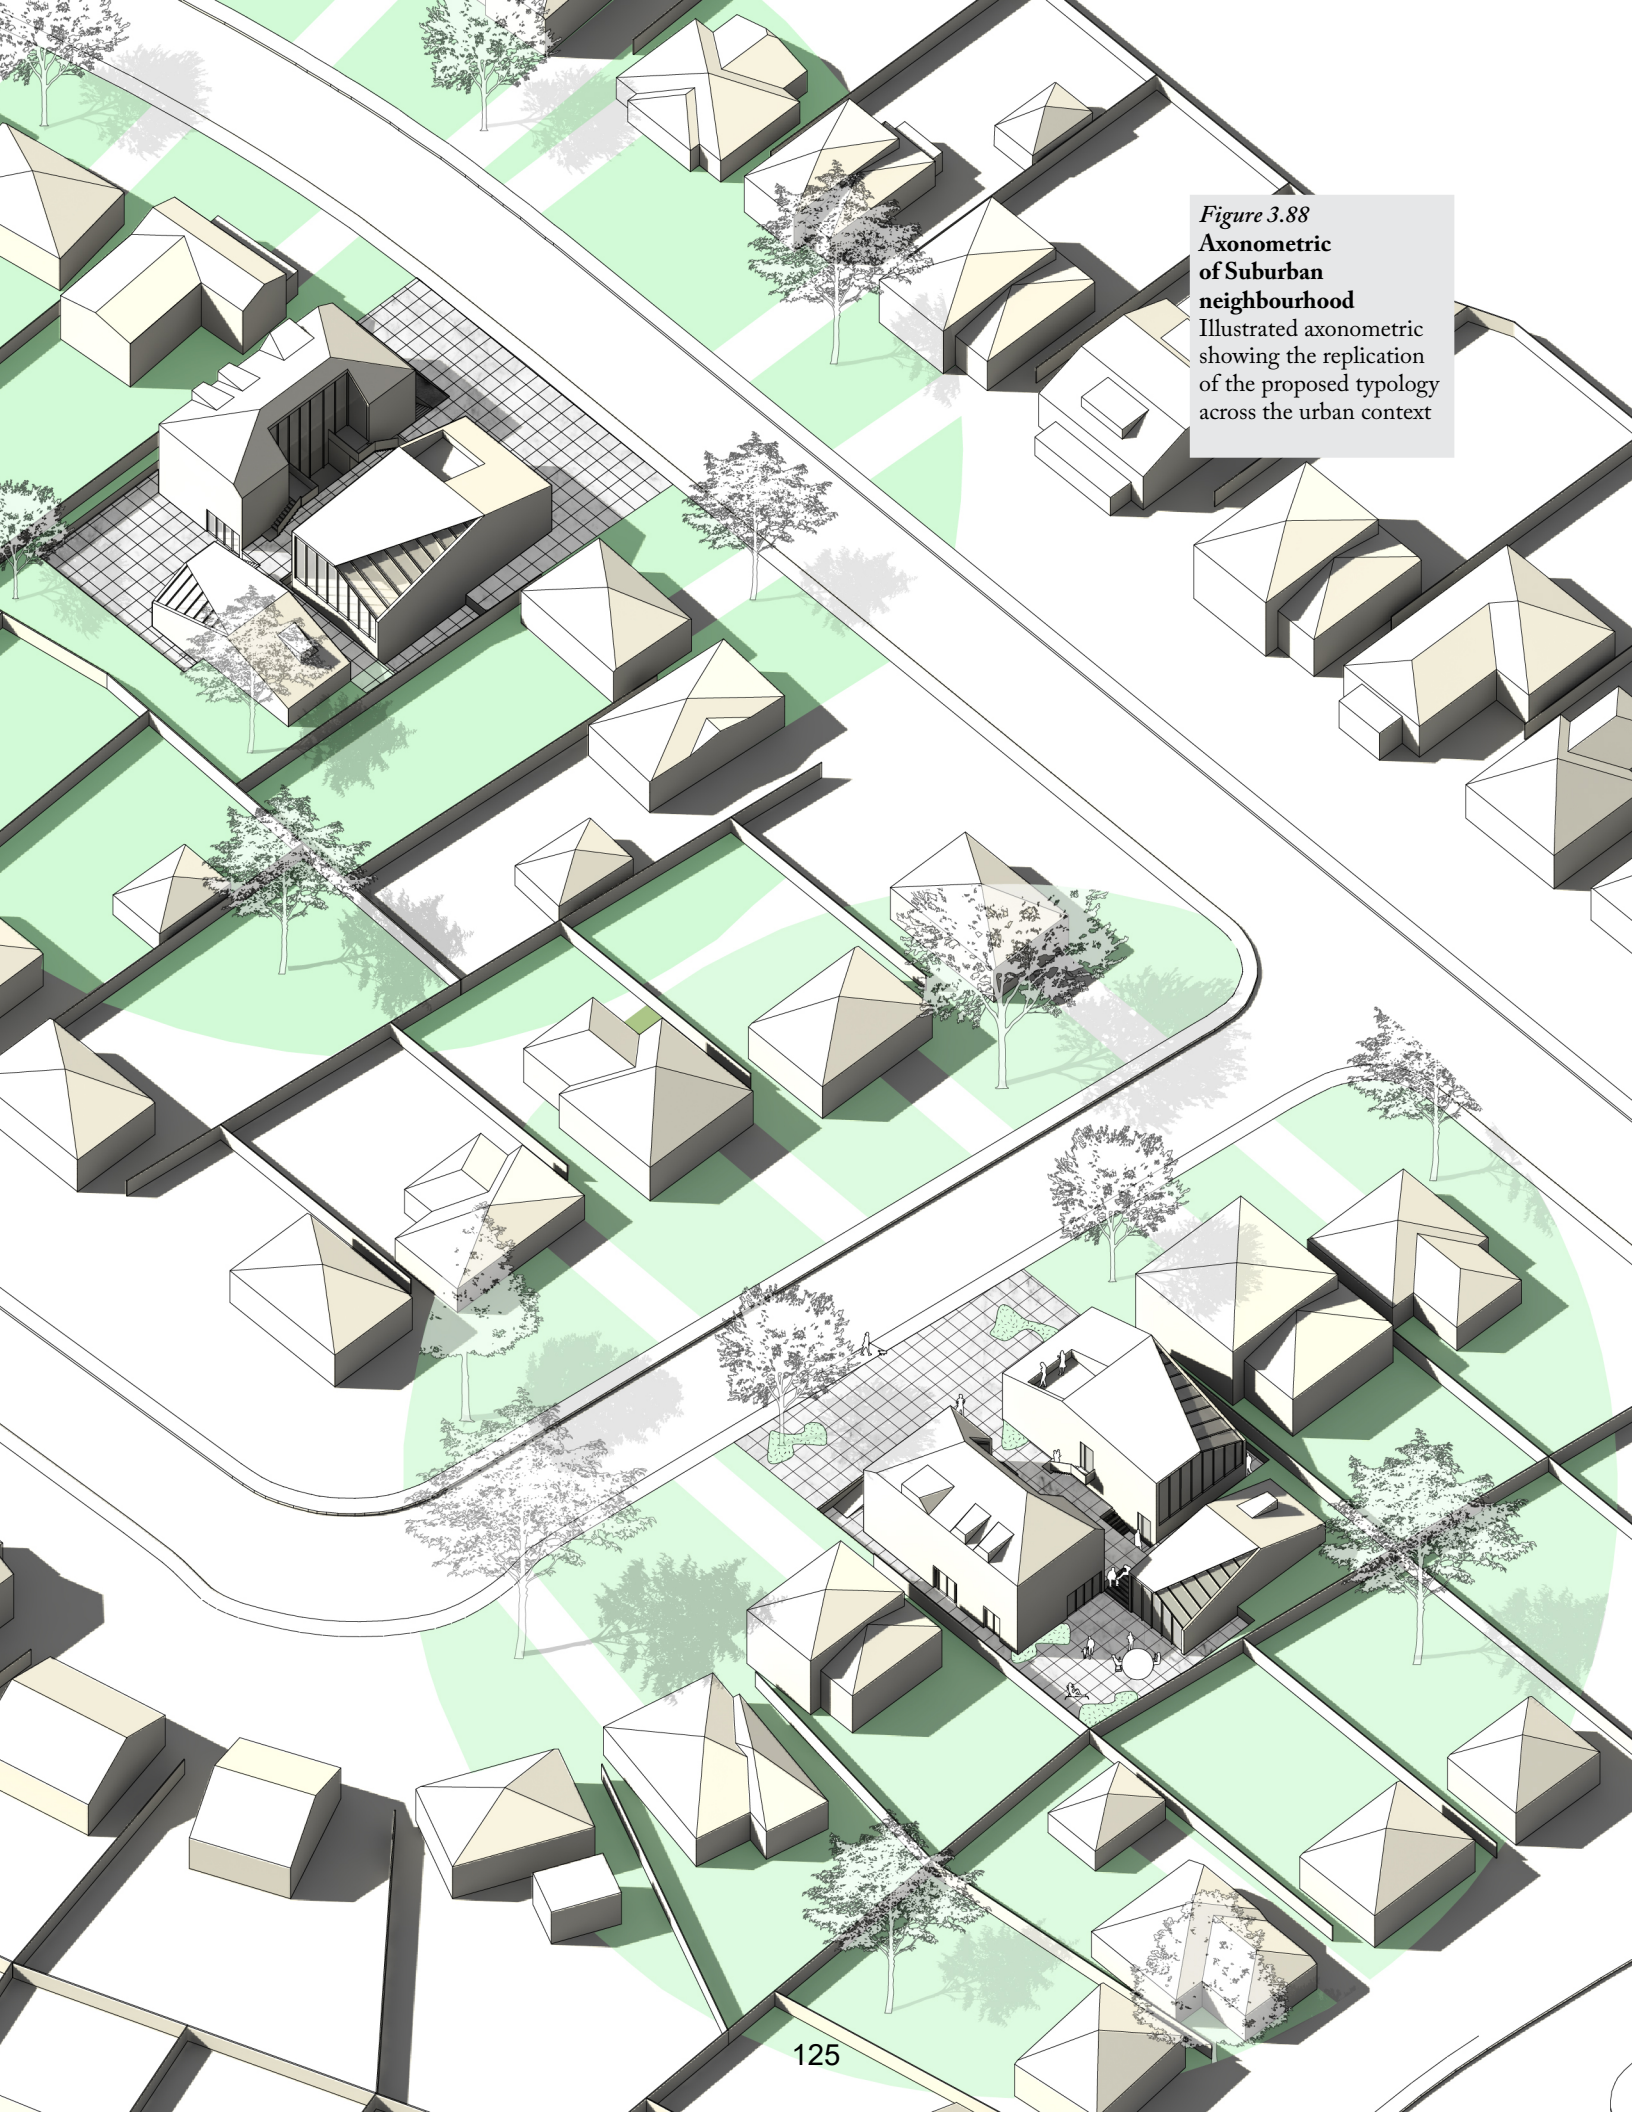 Figure 3.88
Axonometric
of Suburban
neighbourhood
Illustrated axonometric
showing the replication
of the proposed typology
across the urban context
125